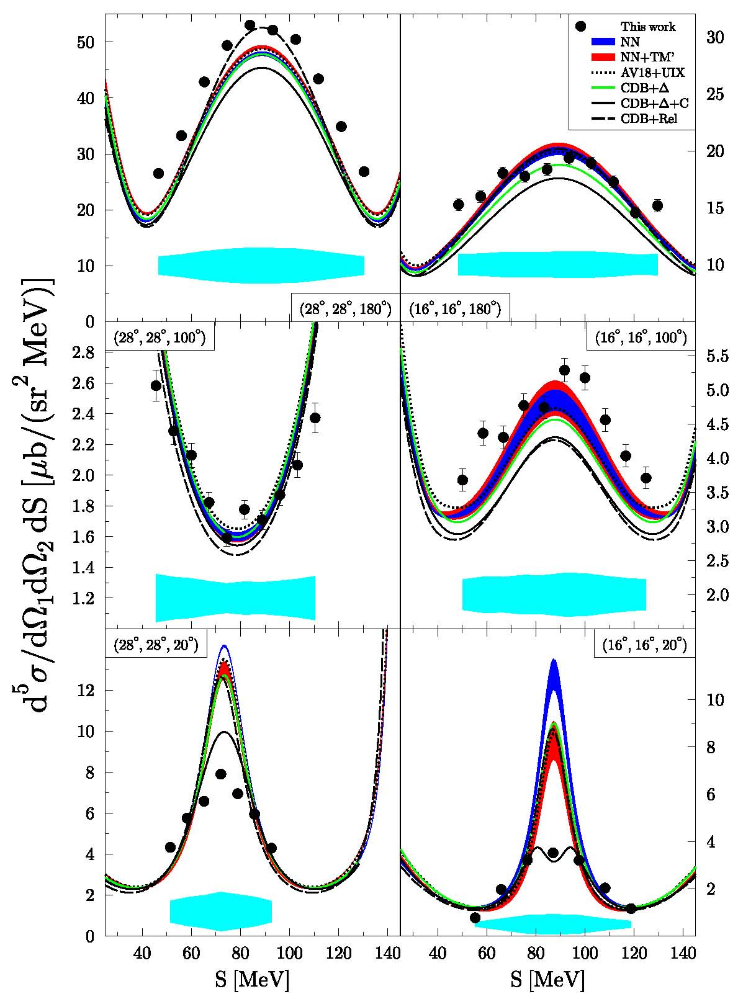 d⁵σ/dΩ₁dΩ₂ dS [μb/(sr² MeV)]
50
40
30
20
10
0
This work
NN
NN+TM'
AV18+UIX
CDB+Δ
CDB+Δ+C
CDB+Rel
30
25
20
15
10
(28°, 28°, 180°)
(16°, 16°, 180°)
(28°, 28°, 100°)
2.8
2.6
2.4
2.2
2.0
1.8
1.6
1.4
1.2
(16°, 16°, 100°)
5.5
5.0
4.5
4.0
3.5
3.0
2.5
2.0
(28°, 28°, 20°)
12
10
8
6
4
2
0
(16°, 16°, 20°)
10
8
6
4
2
40 60 80 100 120 140
40 60 80 100 120 140
S [MeV]
S [MeV]